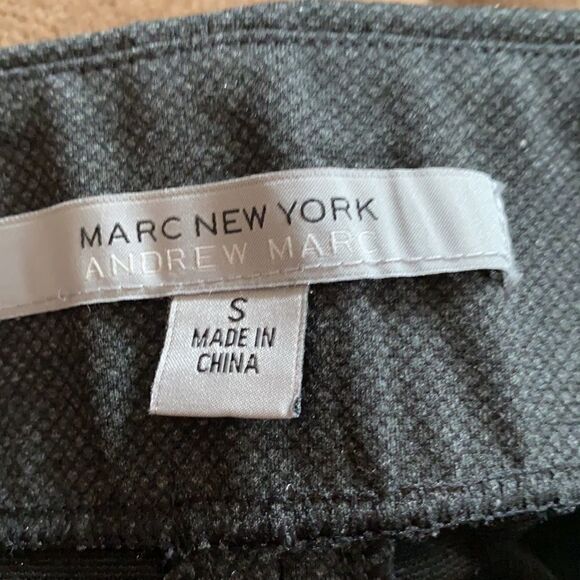 MARC NEW YORK
ANDREW MARC
S
MADE IN
CHINA